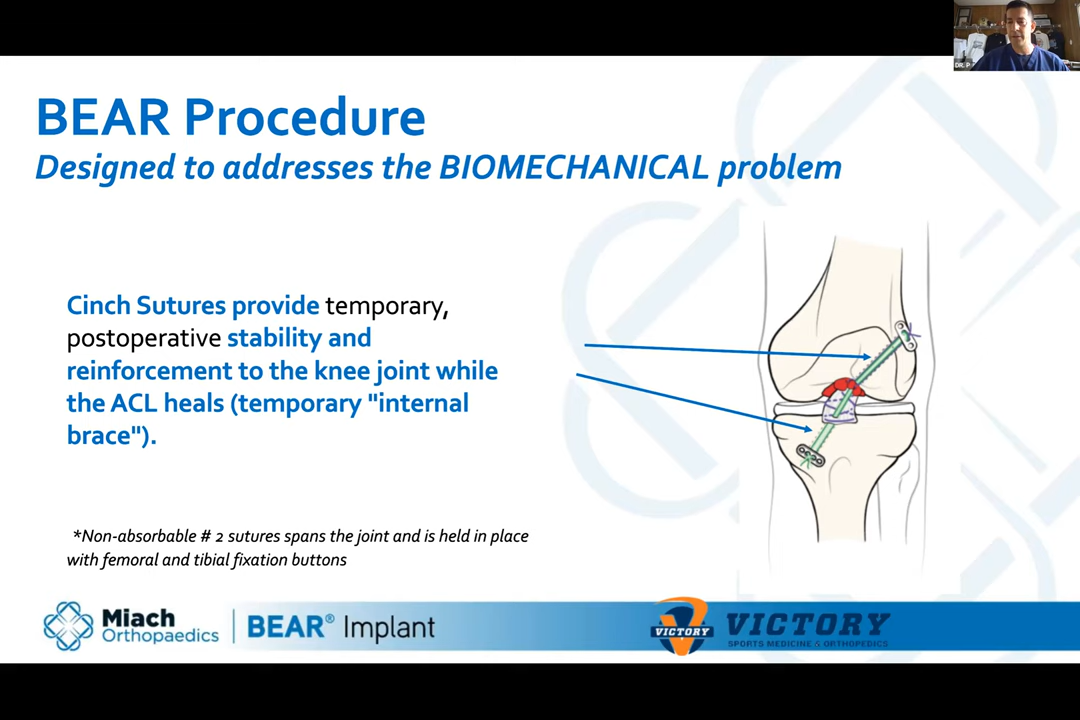 DR. P
BEAR Procedure
Designed to addresses the BIOMECHANICAL problem
Cinch Sutures provide temporary,
postoperative stability and
reinforcement to the knee joint while
the ACL heals (temporary "internal
brace").
*Non-absorbable # 2 sutures spans the joint and is held in place
with femoral and tibial fixation buttons
Miach
Orthopaedics
BEAR® Implant
VICTORY
VICTORY
SPORTS MEDICINE & ORTHOPEDICS